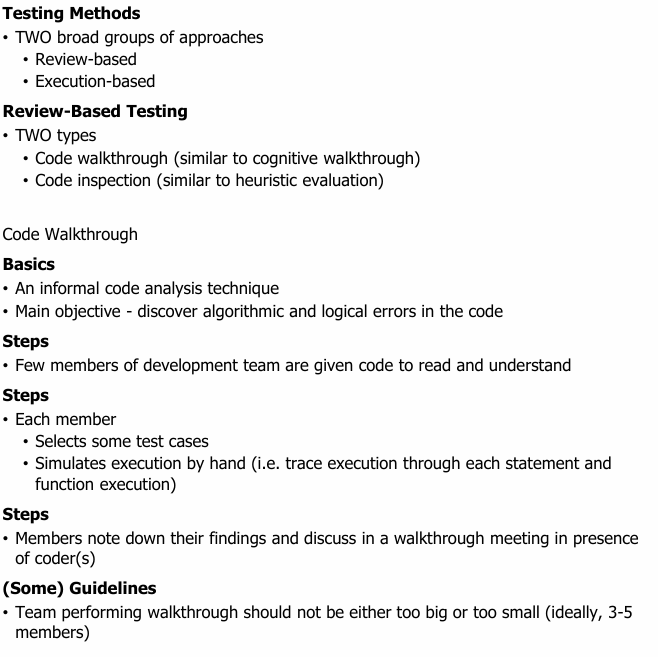 Testing Methods
• TWO broad groups of approaches
• Review-based
• Execution-based
Review-Based Testing
• TWO types
• Code walkthrough (similar to cognitive walkthrough)
• Code inspection (similar to heuristic evaluation)
Code Walkthrough
Basics
• An informal code analysis technique
• Main objective - discover algorithmic and logical errors in the code
Steps
• Few members of development team are given code to read and understand
Steps
• Each member
• Selects some test cases
• Simulates execution by hand (i.e. trace execution through each statement and
function execution)
Steps
• Members note down their findings and discuss in a walkthrough meeting in presence
of coder(s)
(Some) Guidelines
• Team performing walkthrough should not be either too big or too small (ideally, 3-5
members)